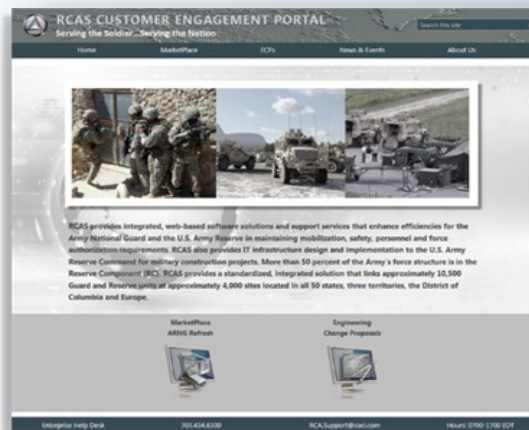 RCAS CUSTOMER ENGAGEMENT PORTAL
Serving the Soldier...Serving the Nation
Search this site
Home MarketPlace ECPs News & Events About Us
RCAS provides integrated, web-based software solutions and support services that enhance efficiencies for the
Army National Guard and the U.S. Army Reserve in maintaining mobilization, safety, personnel and force
authorization requirements. RCAS also provides IT infrastructure design and implementation to the U.S. Army
Reserve Command for military construction projects. More than 50 percent of the Army's force structure is in the
Reserve Component (RC). RCAS provides a standardized, integrated solution that links approximately 10,500
Guard and Reserve units at approximately 4,000 sites located in all 50 states, three territories, the District of
Columbia and Europe.
MarketPlace Engineering
ARNG Refresh Change Proposals
Enterprise Help Desk 703.434.6330 Hours: 0700-1700 EDT